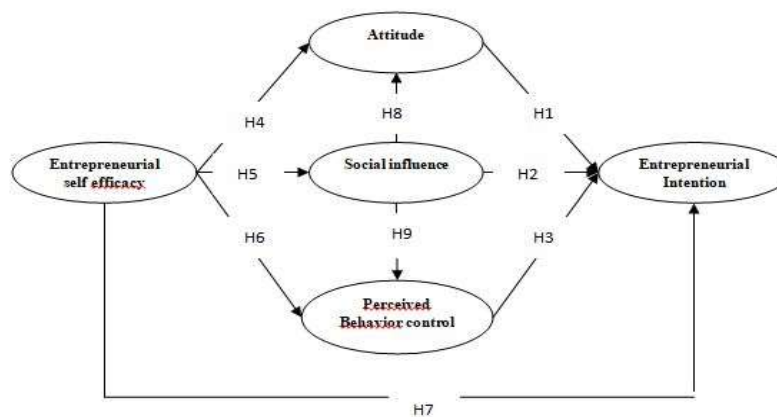 Attitude
H4
H8
H1
Entrepreneurial
self efficacy
H5
Social influence
H2
Entrepreneurial
Intention
H6
H9
H3
Perceived
Behavior control
H7